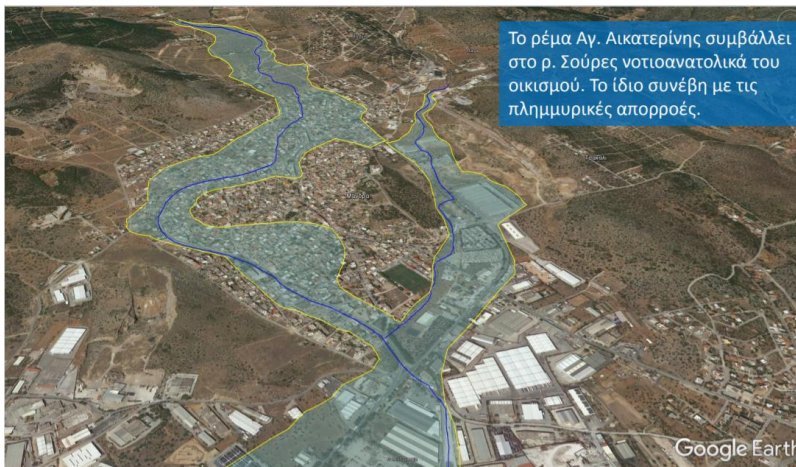 Το ρέμα Αγ. Αικατερίνης συμβάλλει
στο ρ. Σούρες νοτιοανατολικά του
οικισμού. Το ίδιο συνέβη με τις
πλημμυρικές απορροές.
Μάνδρα
Google Earth